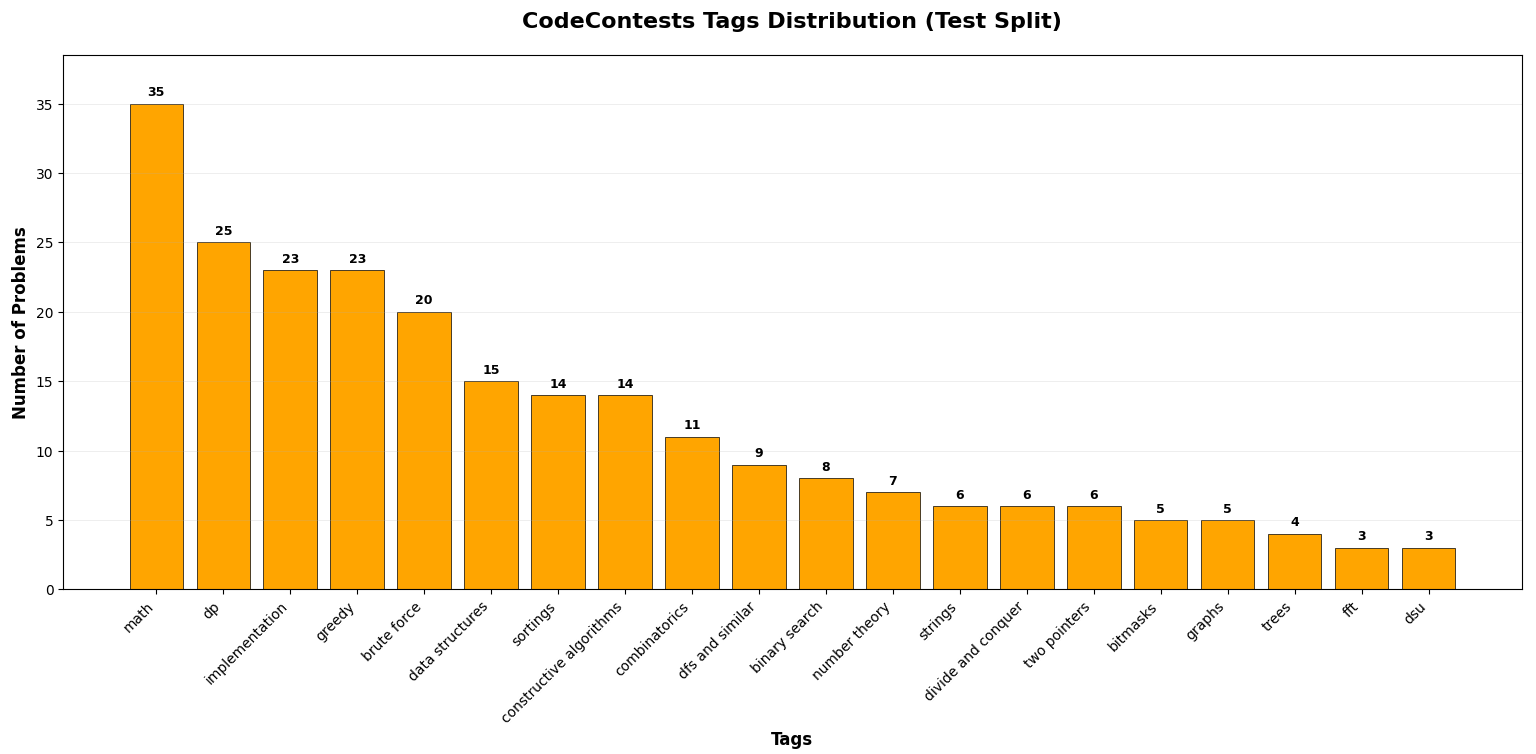 CodeContests Tags Distribution (Test Split)
Number of Problems
35
30
25
20
15
10
5
0
35
25
23
23
20
15
14
14
11
9
8
7
6
6
6
5
5
4
3
3
math
dp
implementation
greedy
brute force
data structures
sortings
constructive algorithms
combinatorics
dfs and similar
binary search
number theory
strings
divide and conquer
two pointers
bitmasks
graphs
trees
fft
dsu
Tags